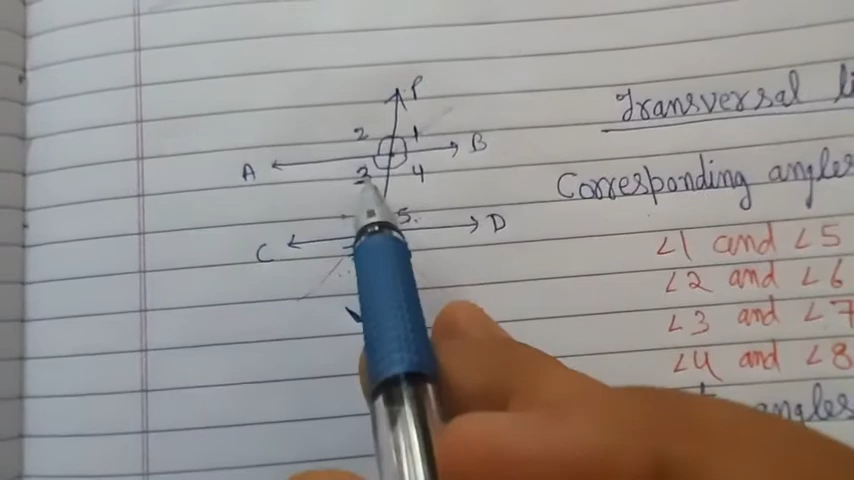 P
2 1
A B
3 4
5.
C D
Transversal
Corresponding angles
∠1 and ∠5
∠2 and ∠6
∠3 and ∠7
∠4 and ∠8
angles